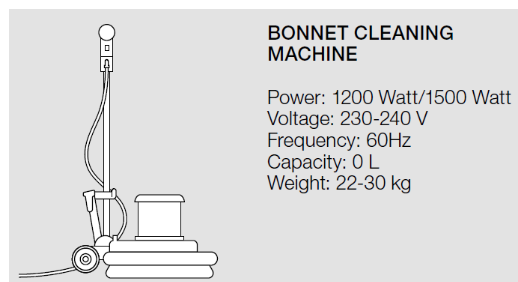 BONNET CLEANING
MACHINE
Power: 1200 Watt/1500 Watt
Voltage: 230-240 V
Frequency: 60Hz
Capacity: 0 L
Weight: 22-30 kg